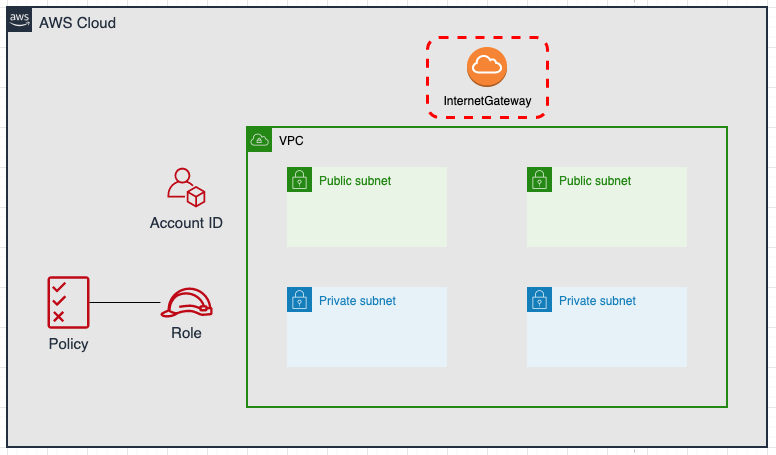 aws
AWS Cloud
InternetGateway
VPC
Public subnet
Public subnet
Account ID
Private subnet
Private subnet
Policy
Role